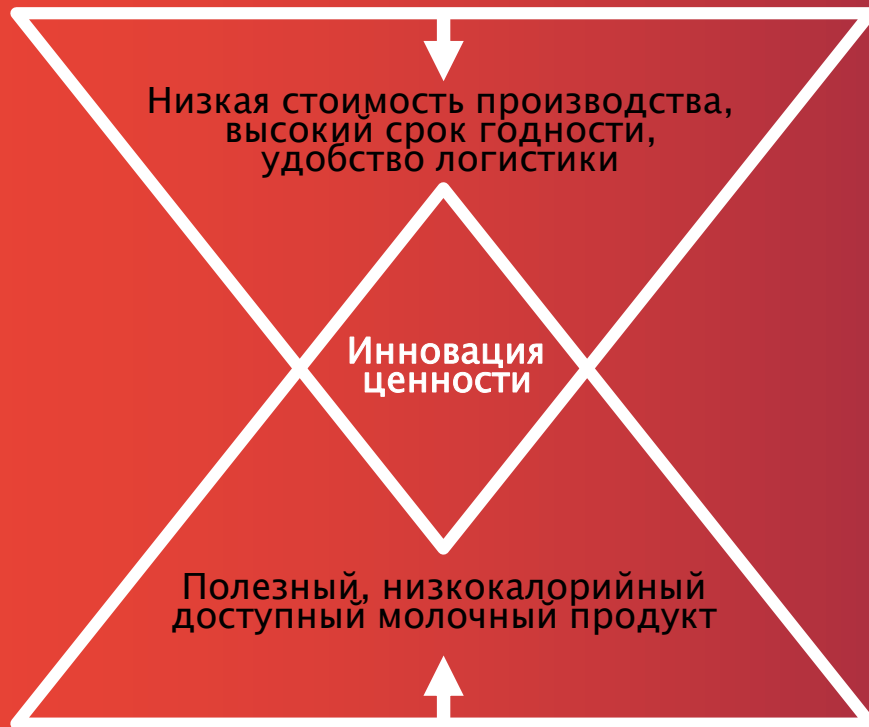 Низкая стоимость производства,
высокий срок годности,
удобство логистики
Инновация
ценности
Полезный, низкокалорийный
доступный молочный продукт